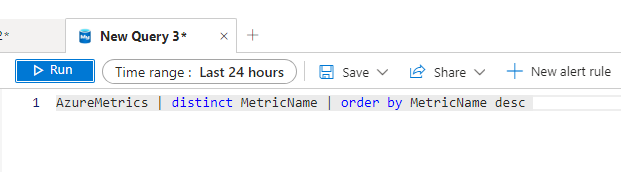 2*
New Query 3*
Run
Time range : Last 24 hours
Save
Share
New alert rule
1 AzureMetrics | distinct MetricName | order by MetricName desc